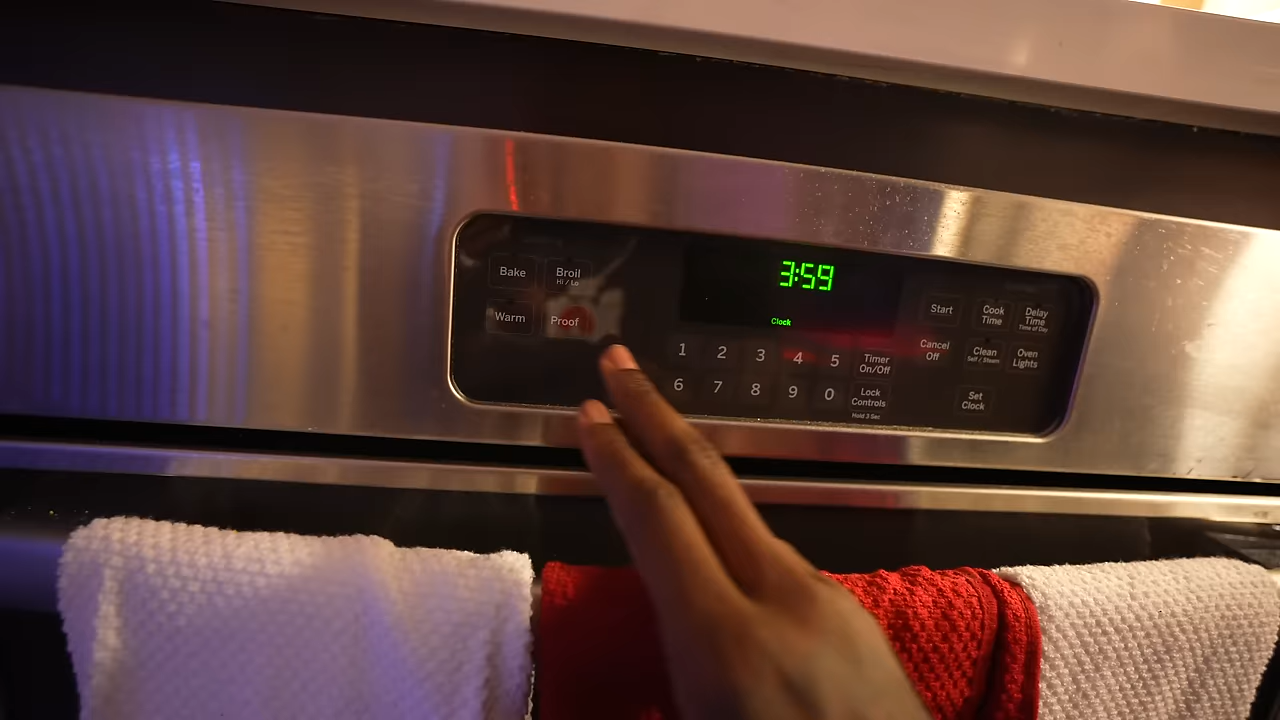 Bake
Broil
Hi / Lo
Warm
Proof
3:59
Clock
1 2 3 4 5
6 7 8 9 0
Timer
On/Off
Lock
Controls
Hold 3 Sec
Start
Cook
Time
Delay
Time
Time of Day
Cancel
Off
Clean
Self / Steam
Oven
Lights
Set
Clock